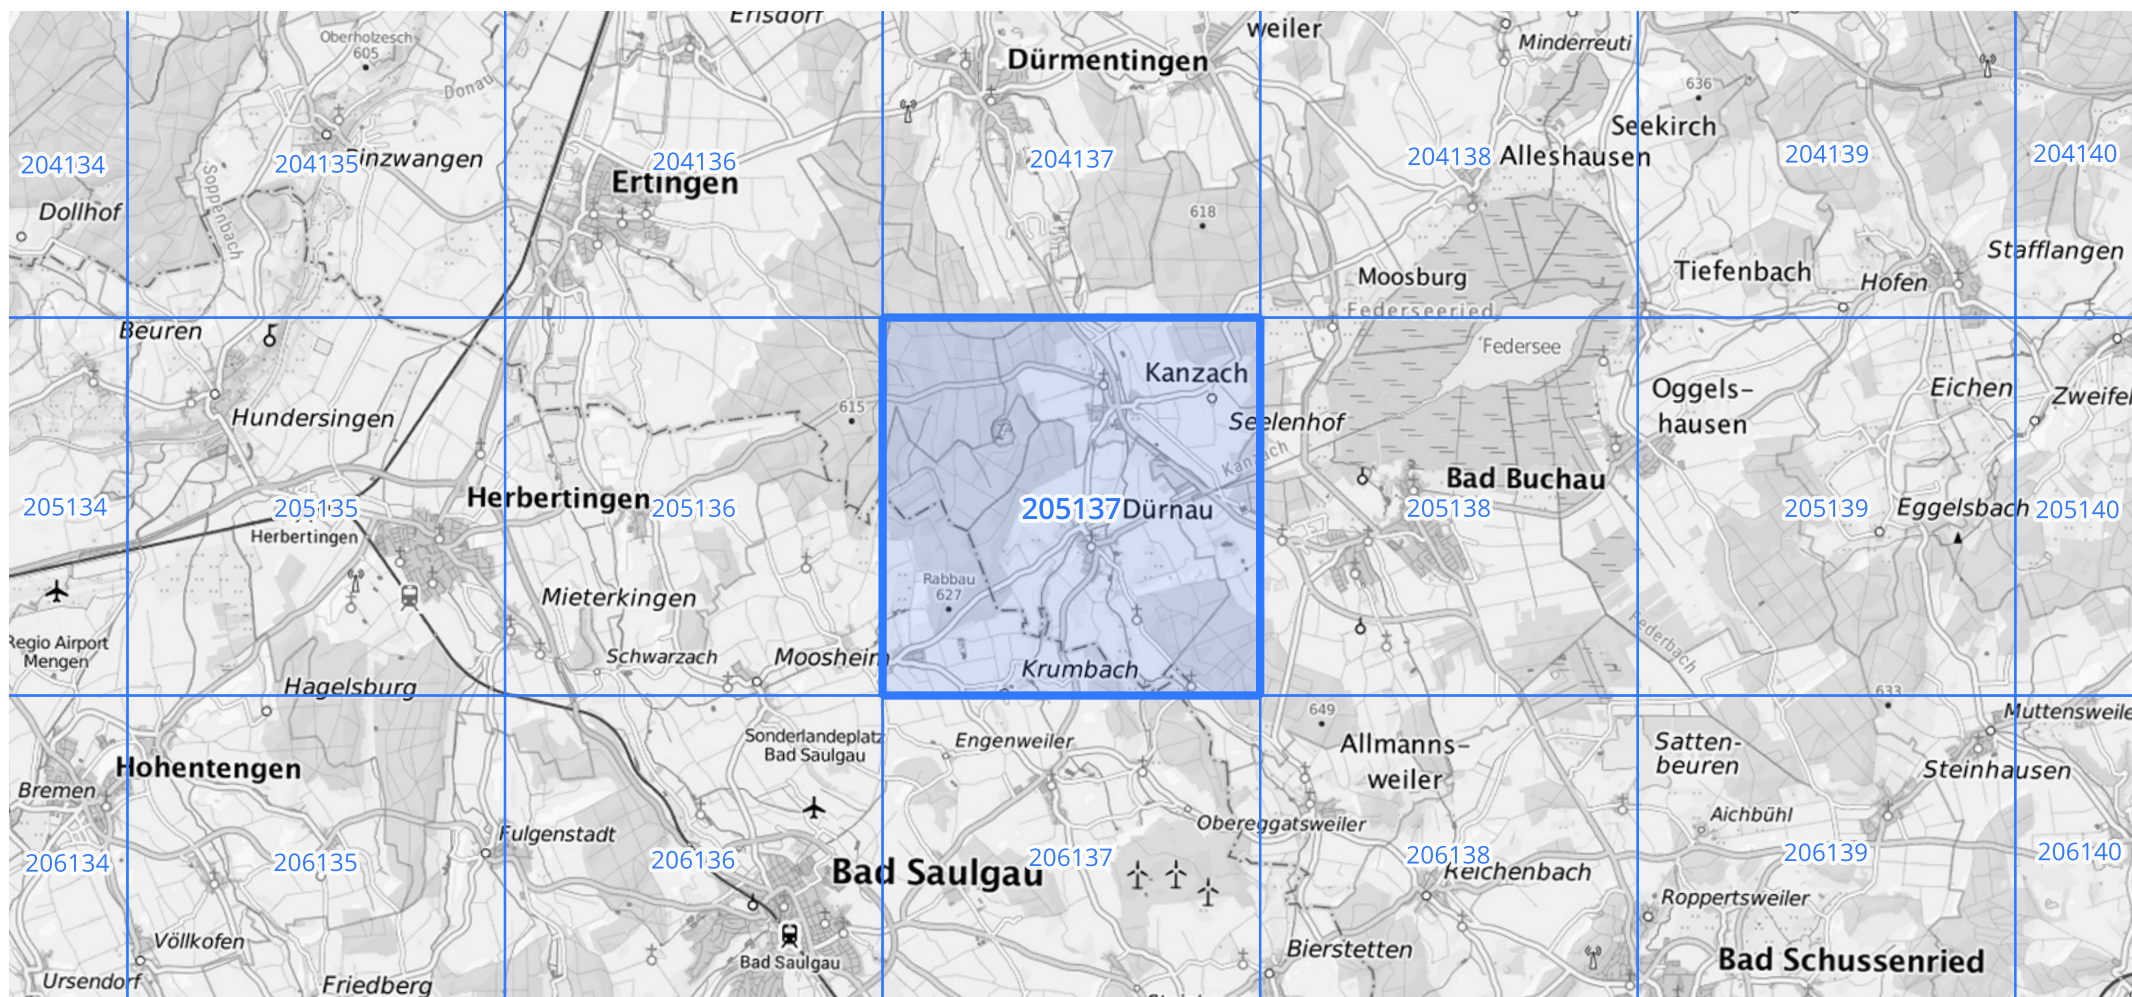 Erisdorf
Oberholzesch
605
Donau
Dürmentingen
weiler
Minderreuti
636
Seekirch
204134
204135
Binzwangen
204136
204137
204138
Alleshausen
204139
204140
Soppenbach
Dollhof
Ertingen
618
Stafflangen
Moosburg
Tiefenbach
Hofen
Federseeried
Beuren
Federsee
Kanzach
Oggels-
hausen
Eichen
Zweifel
615
Hundersingen
Seelenhof
Kanzach
Bad Buchau
205134
205135
Herbertingen
205136
205137
Dürnau
205138
205139
Eggelsbach
205140
Herbertingen
Rabbau
627
Mieterkingen
Regio Airport
Mengen
Schwarzach
Moosheim
Krumbach
Federbach
Hagelsburg
633
649
Muttensweile
Sonderlandeplatz
Bad Saulgau
Engenweiler
Allmanns-
weiler
Satten-
beuren
Hohentengen
Steinhausen
Bremen
Aichbühl
Fulgenstadt
Obereggatsweiler
206134
206135
206136
206137
206138
206139
206140
Bad Saulgau
Reichenbach
Roppertsweiler
Völlkofen
Bierstetten
Bad Saulgau
Bad Schussenried
Ursendorf
Friedberg